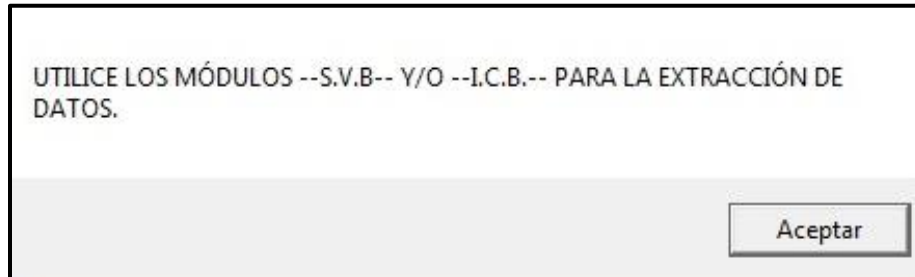 UTILICE LOS MÓDULOS --S.V.B-- Y/O --I.C.B.-- PARA LA EXTRACCIÓN DE
DATOS.
Aceptar